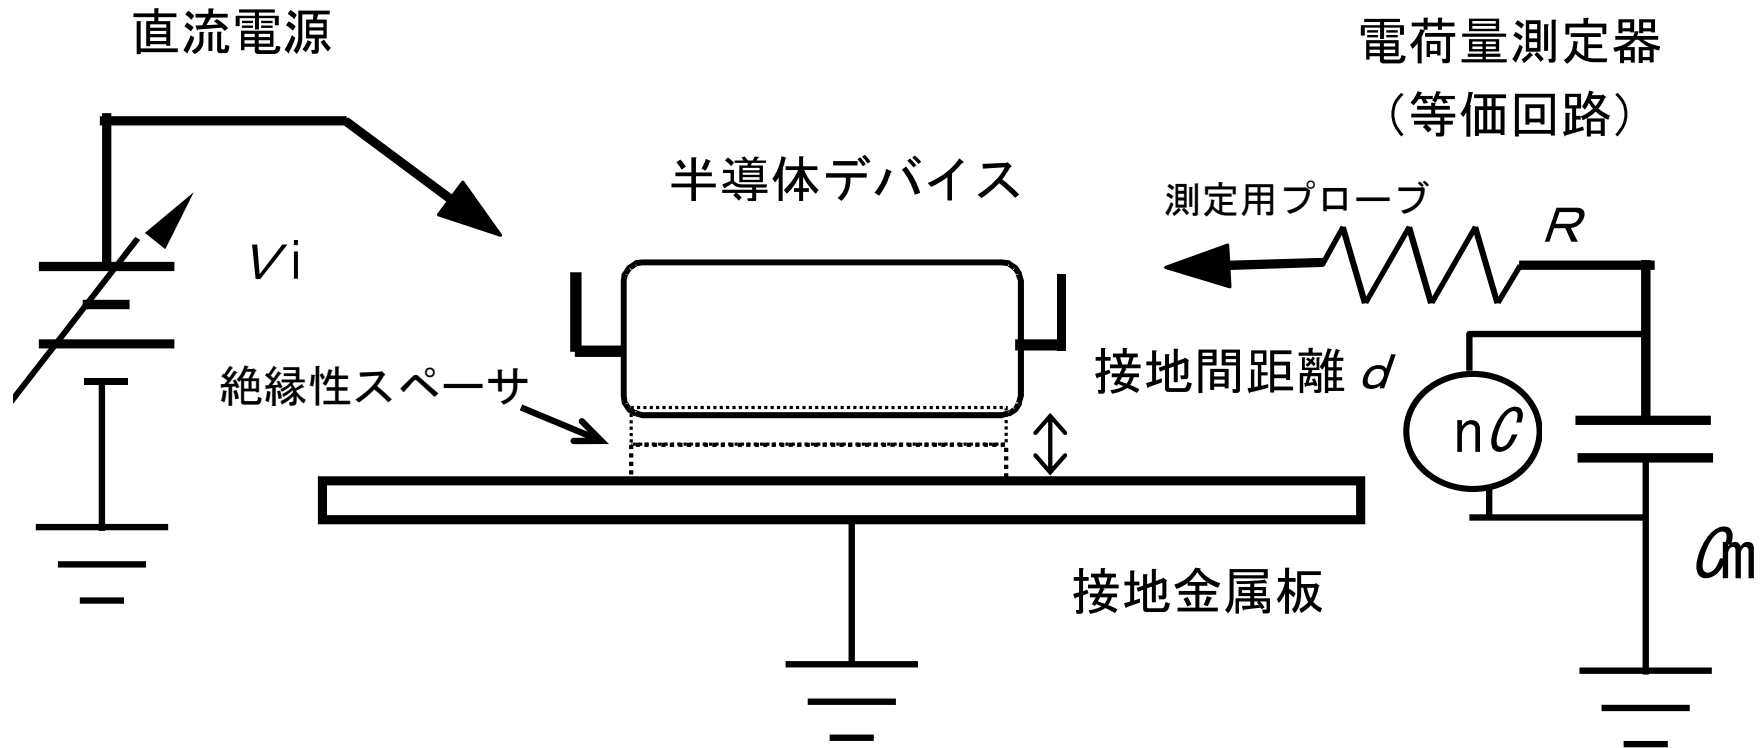 直流電源
電荷量測定器
（等価回路）
半導体デバイス
測定用プローブ
R
Vi
接地間距離 d
絶縁性スペーサ
nC
Cm
接地金属板